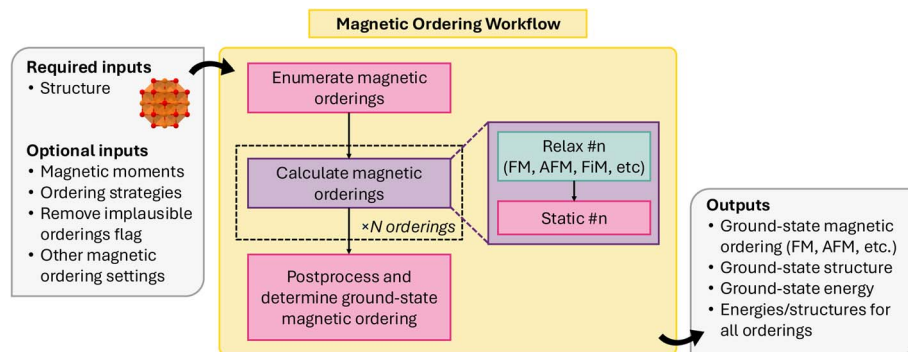 Magnetic Ordering Workflow
Required inputs
• Structure
Optional inputs
• Magnetic moments
• Ordering strategies
• Remove implausible
orderings flag
• Other magnetic
ordering settings
Enumerate magnetic
orderings
Calculate magnetic
orderings
×N orderings
Relax #n
(FM, AFM, FiM, etc)
Static #n
Postprocess and
determine ground-state
magnetic ordering
Outputs
• Ground-state magnetic
ordering (FM, AFM, etc.)
• Ground-state structure
• Ground-state energy
• Energies/structures for
all orderings